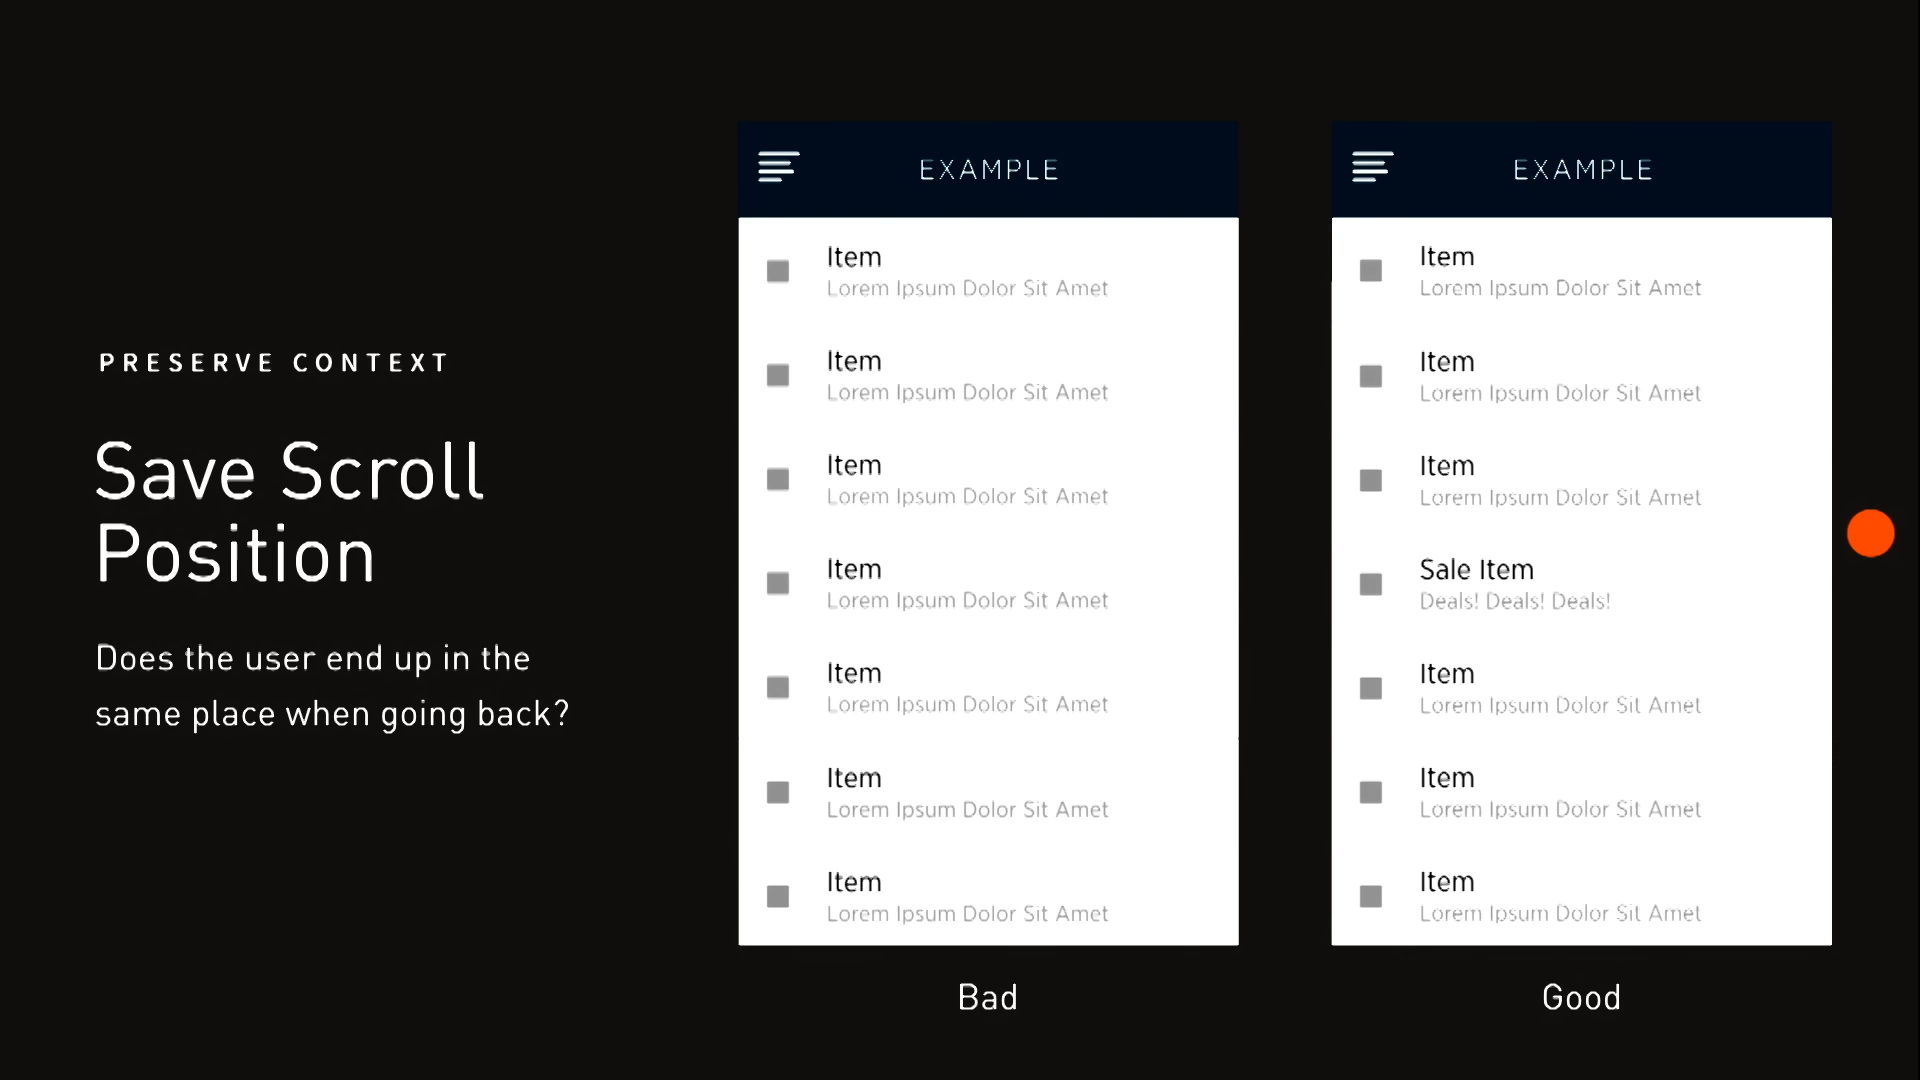 PRESERVE CONTEXT
Save Scroll
Position
Does the user end up in the
same place when going back?
EXAMPLE
Item
Lorem Ipsum Dolor Sit Amet
Item
Lorem Ipsum Dolor Sit Amet
Item
Lorem Ipsum Dolor Sit Amet
Item
Lorem Ipsum Dolor Sit Amet
Item
Lorem Ipsum Dolor Sit Amet
Item
Lorem Ipsum Dolor Sit Amet
Item
Lorem Ipsum Dolor Sit Amet
Bad
EXAMPLE
Item
Lorem Ipsum Dolor Sit Amet
Item
Lorem Ipsum Dolor Sit Amet
Item
Lorem Ipsum Dolor Sit Amet
Sale Item
Deals! Deals! Deals!
Item
Lorem Ipsum Dolor Sit Amet
Item
Lorem Ipsum Dolor Sit Amet
Item
Lorem Ipsum Dolor Sit Amet
Good